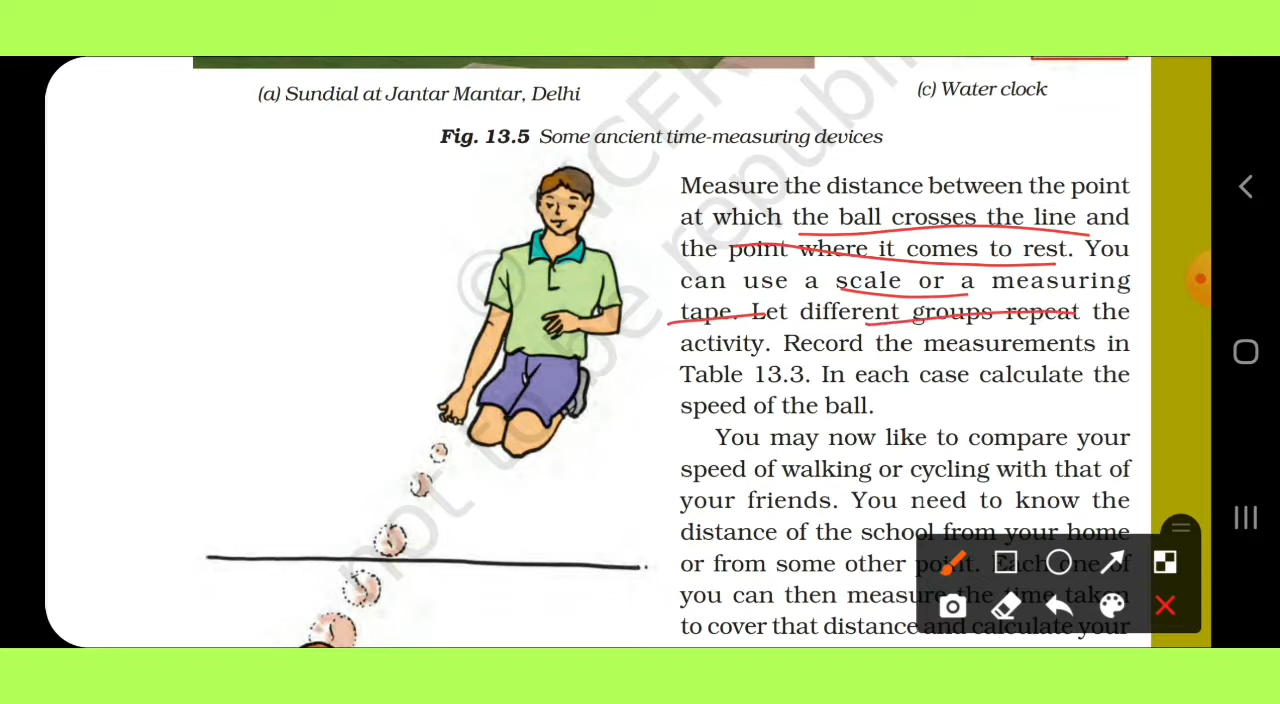 (a) Sundial at Jantar Mantar, Delhi
(c) Water clock
Fig. 13.5 Some ancient time-measuring devices
Measure the distance between the point
at which the ball crosses the line and
the point where it comes to rest. You
can use a scale or a measuring
tape. Let different groups repeat the
activity. Record the measurements in
Table 13.3. In each case calculate the
speed of the ball.
You may now like to compare your
speed of walking or cycling with that of
your friends. You need to know the
distance of the school from your home
or from some other point. Each one of
you can then measure the time taken
to cover that distance and calculate your
© NCER
not to be republi